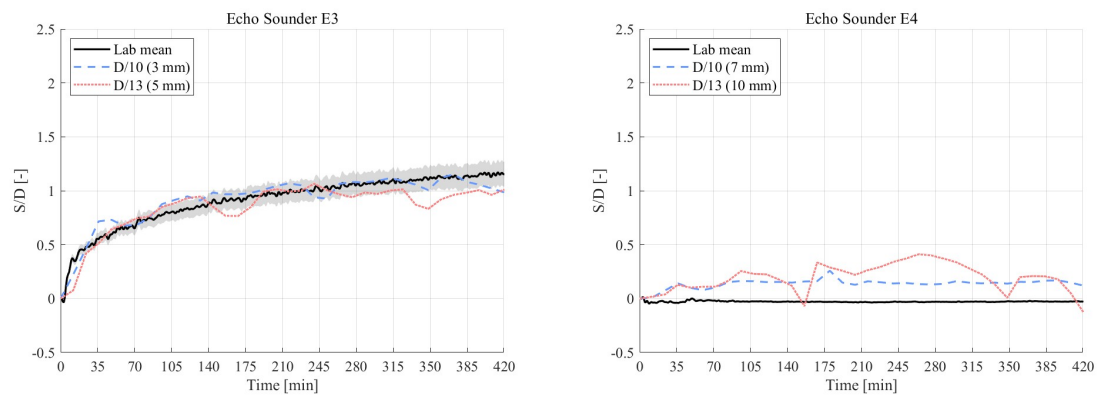 Echo Sounder E3
2.5
2
1.5
1
0.5
0
-0.5
S/D [-]
Lab mean
D/10 (3 mm)
D/13 (5 mm)
0 35 70 105 140 175 210 245 280 315 350 385 420
Time [min]
Echo Sounder E4
2.5
2
1.5
1
0.5
0
-0.5
S/D [-]
Lab mean
D/10 (7 mm)
D/13 (10 mm)
0 35 70 105 140 175 210 245 280 315 350 385 420
Time [min]